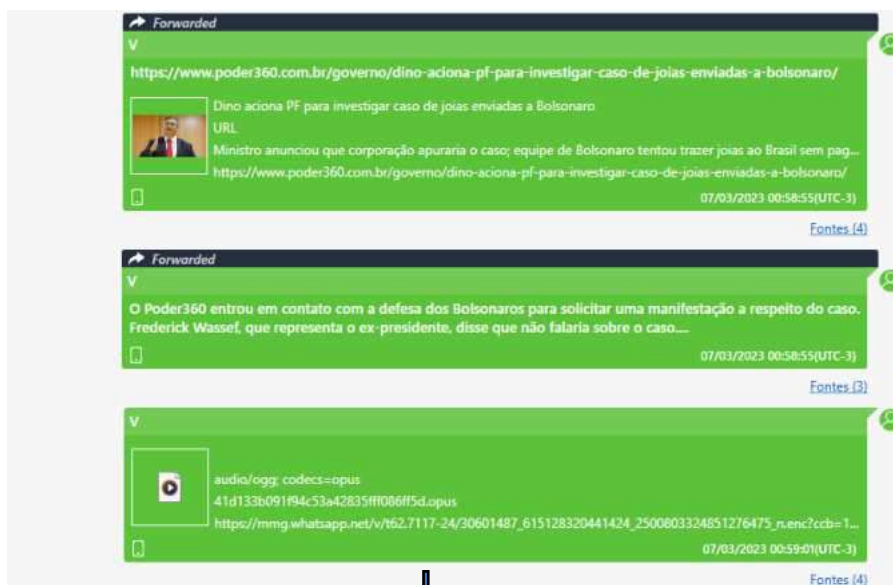 Forwarded
V
https://www.poder360.com.br/governo/dino-aciona-pf-para-investigar-caso-de-joias-enviadas-a-bolsonaro/
Dino aciona PF para investigar caso de joias enviadas a Bolsonaro
URL
Ministro anunciou que corporação apuraria o caso; equipe de Bolsonaro tentou trazer joias ao Brasil sem pag...
https://www.poder360.com.br/governo/dino-aciona-pf-para-investigar-caso-de-joias-enviadas-a-bolsonaro/
07/03/2023 00:58:55(UTC-3)
Fontes (4)
Forwarded
V
O Poder360 entrou em contato com a defesa dos Bolsonaros para solicitar uma manifestação a respeito do caso.
Frederick Wassef, que representa o ex-presidente, disse que não falaria sobre o caso....
07/03/2023 00:58:55(UTC-3)
Fontes (3)
V
audio/ogg; codecs=opus
41d133b091f94c53a42835fff086ff5d.opus
https://mmg.whatsapp.net/v/t62.7117-24/30601487_615128320441424_2500803324851276475_n.enc?ccb=1...
07/03/2023 00:59:01(UTC-3)
Fontes (4)